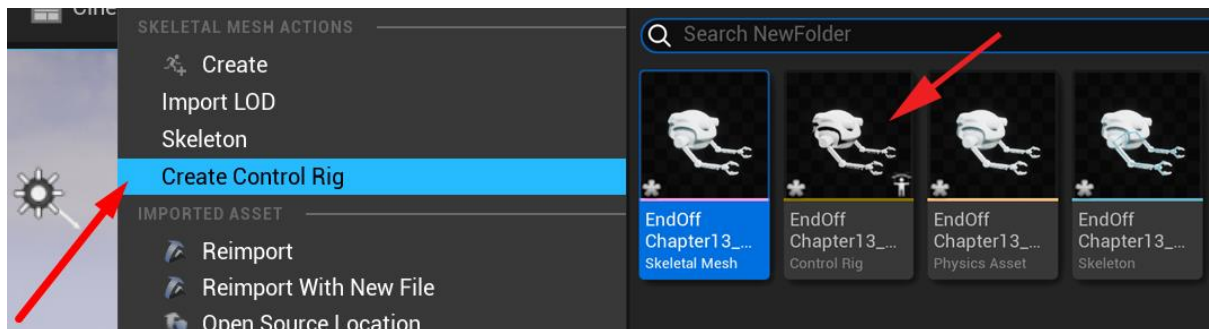 SKELETAL MESH ACTIONS
Create
Import LOD
Skeleton
Create Control Rig
IMPORTED ASSET
Reimport
Reimport With New File
Open Source Location
Search NewFolder
EndOff
Chapter13_...
Skeletal Mesh
EndOff
Chapter13_...
Control Rig
EndOff
Chapter13_...
Physics Asset
EndOff
Chapter13_...
Skeleton